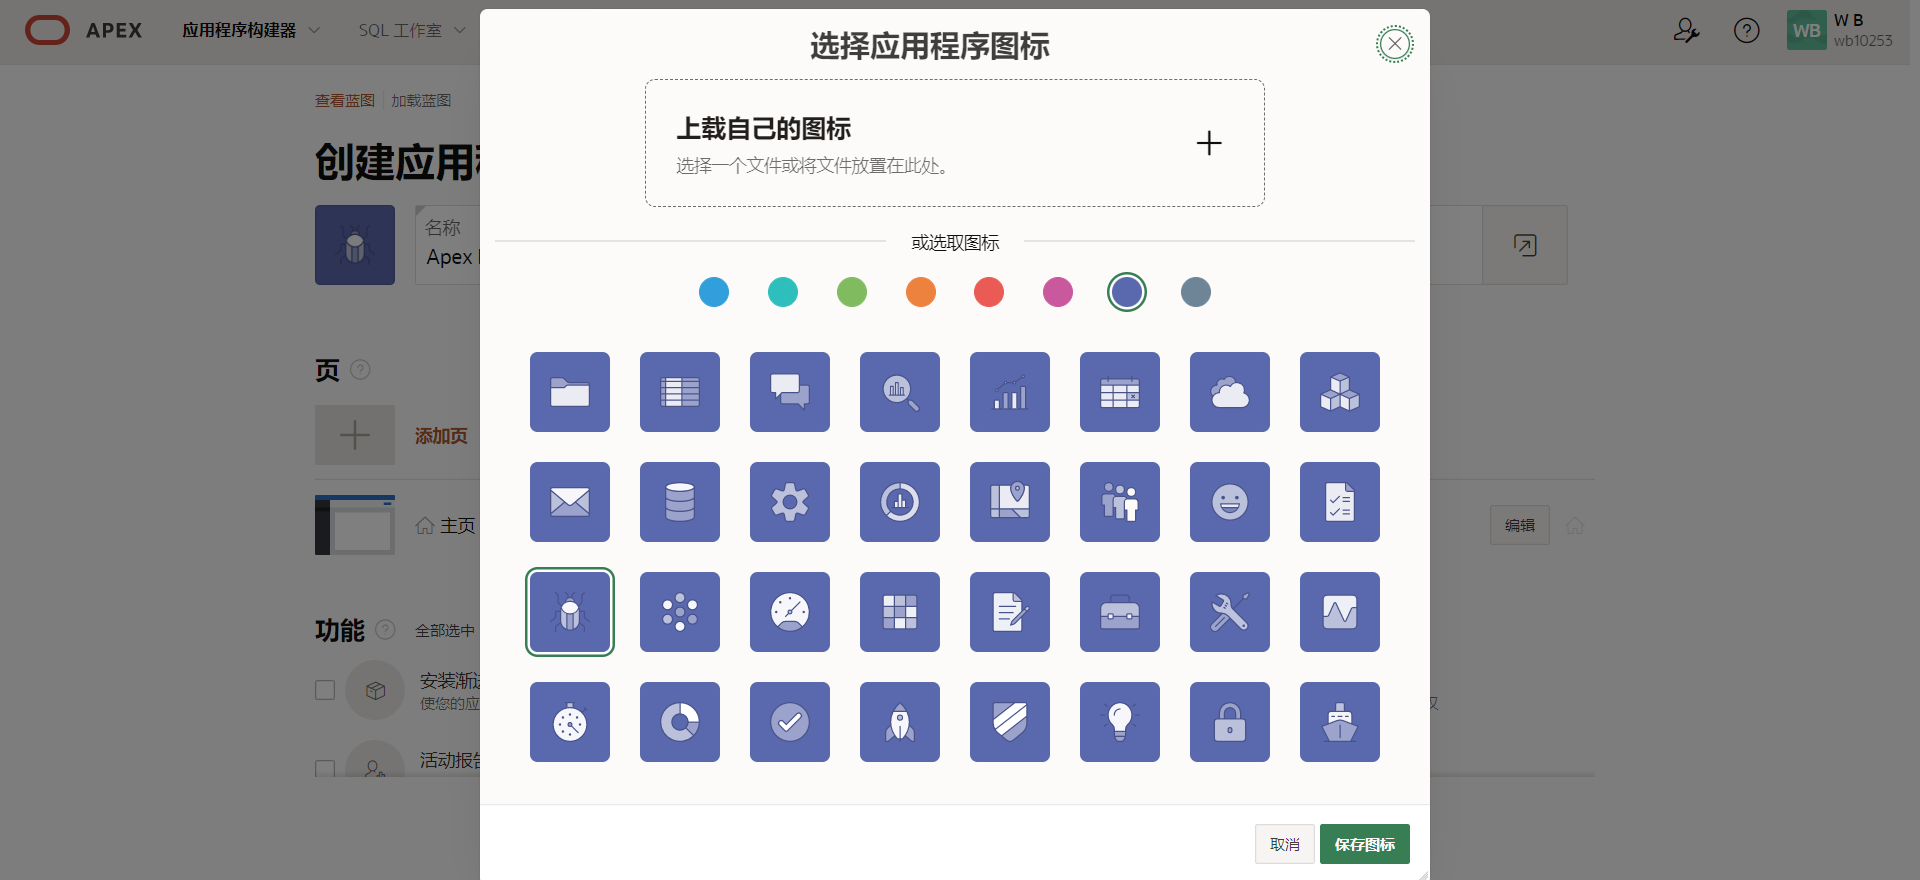 APEX
应用程序构建器
SQL 工作室
WB
W B
wb10253
查看蓝图
加载蓝图
创建应用
名称
Apex
页
添加页
主页
编辑
功能
全部选中
安装渐
使您的应
活动报
选择应用程序图标
上载自己的图标
选择一个文件或将文件放置在此处。
或选取图标
取消
保存图标